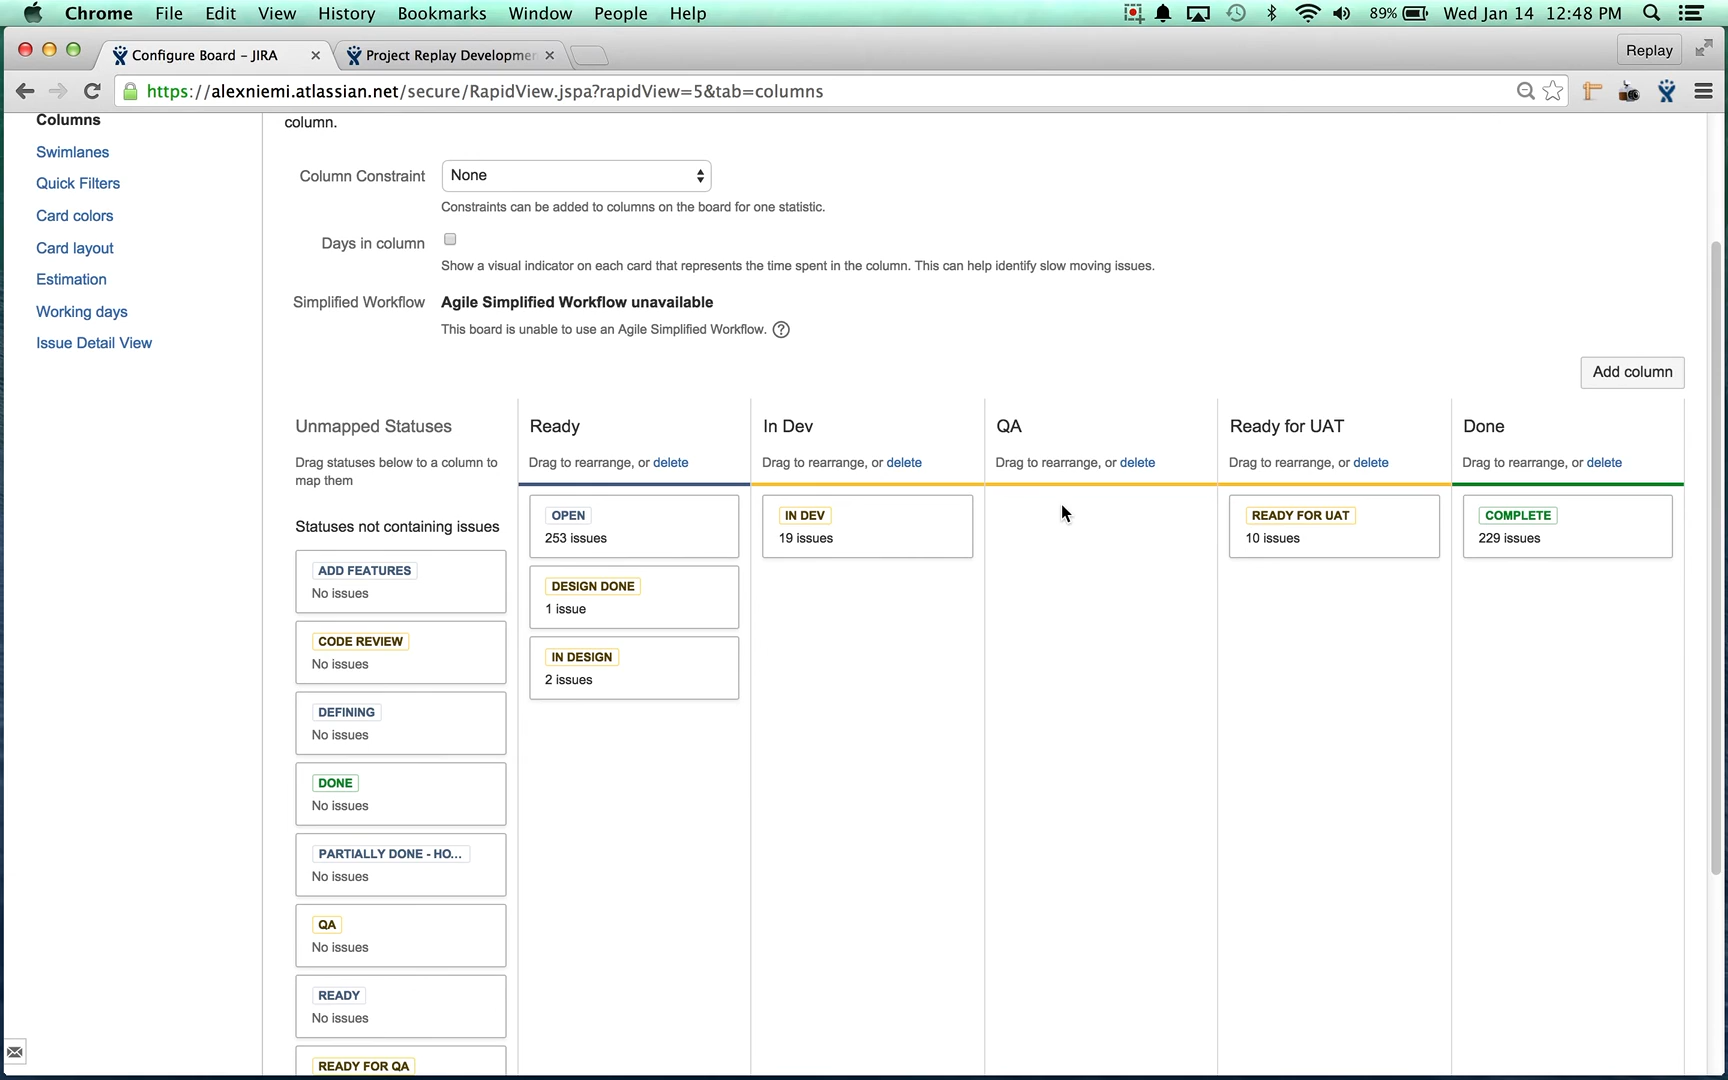 Chrome File Edit View History Bookmarks Window People Help 89% Wed Jan 14 12:48 PM
Configure Board – JIRA Project Replay Developmen Replay
https://alexniemi.atlassian.net/secure/RapidView.jspa?rapidView=5&tab=columns
Columns
Swimlanes
Quick Filters
Card colors
Card layout
Estimation
Working days
Issue Detail View
column.
Column Constraint None
Constraints can be added to columns on the board for one statistic.
Days in column
Show a visual indicator on each card that represents the time spent in the column. This can help identify slow moving issues.
Simplified Workflow Agile Simplified Workflow unavailable
This board is unable to use an Agile Simplified Workflow. ?
Add column
Unmapped Statuses
Drag statuses below to a column to
map them
Statuses not containing issues
ADD FEATURES
No issues
CODE REVIEW
No issues
DEFINING
No issues
DONE
No issues
PARTIALLY DONE - HO...
No issues
QA
No issues
READY
No issues
READY FOR QA
Ready
Drag to rearrange, or delete
OPEN
253 issues
DESIGN DONE
1 issue
IN DESIGN
2 issues
In Dev
Drag to rearrange, or delete
IN DEV
19 issues
QA
Drag to rearrange, or delete
Ready for UAT
Drag to rearrange, or delete
READY FOR UAT
10 issues
Done
Drag to rearrange, or delete
COMPLETE
229 issues